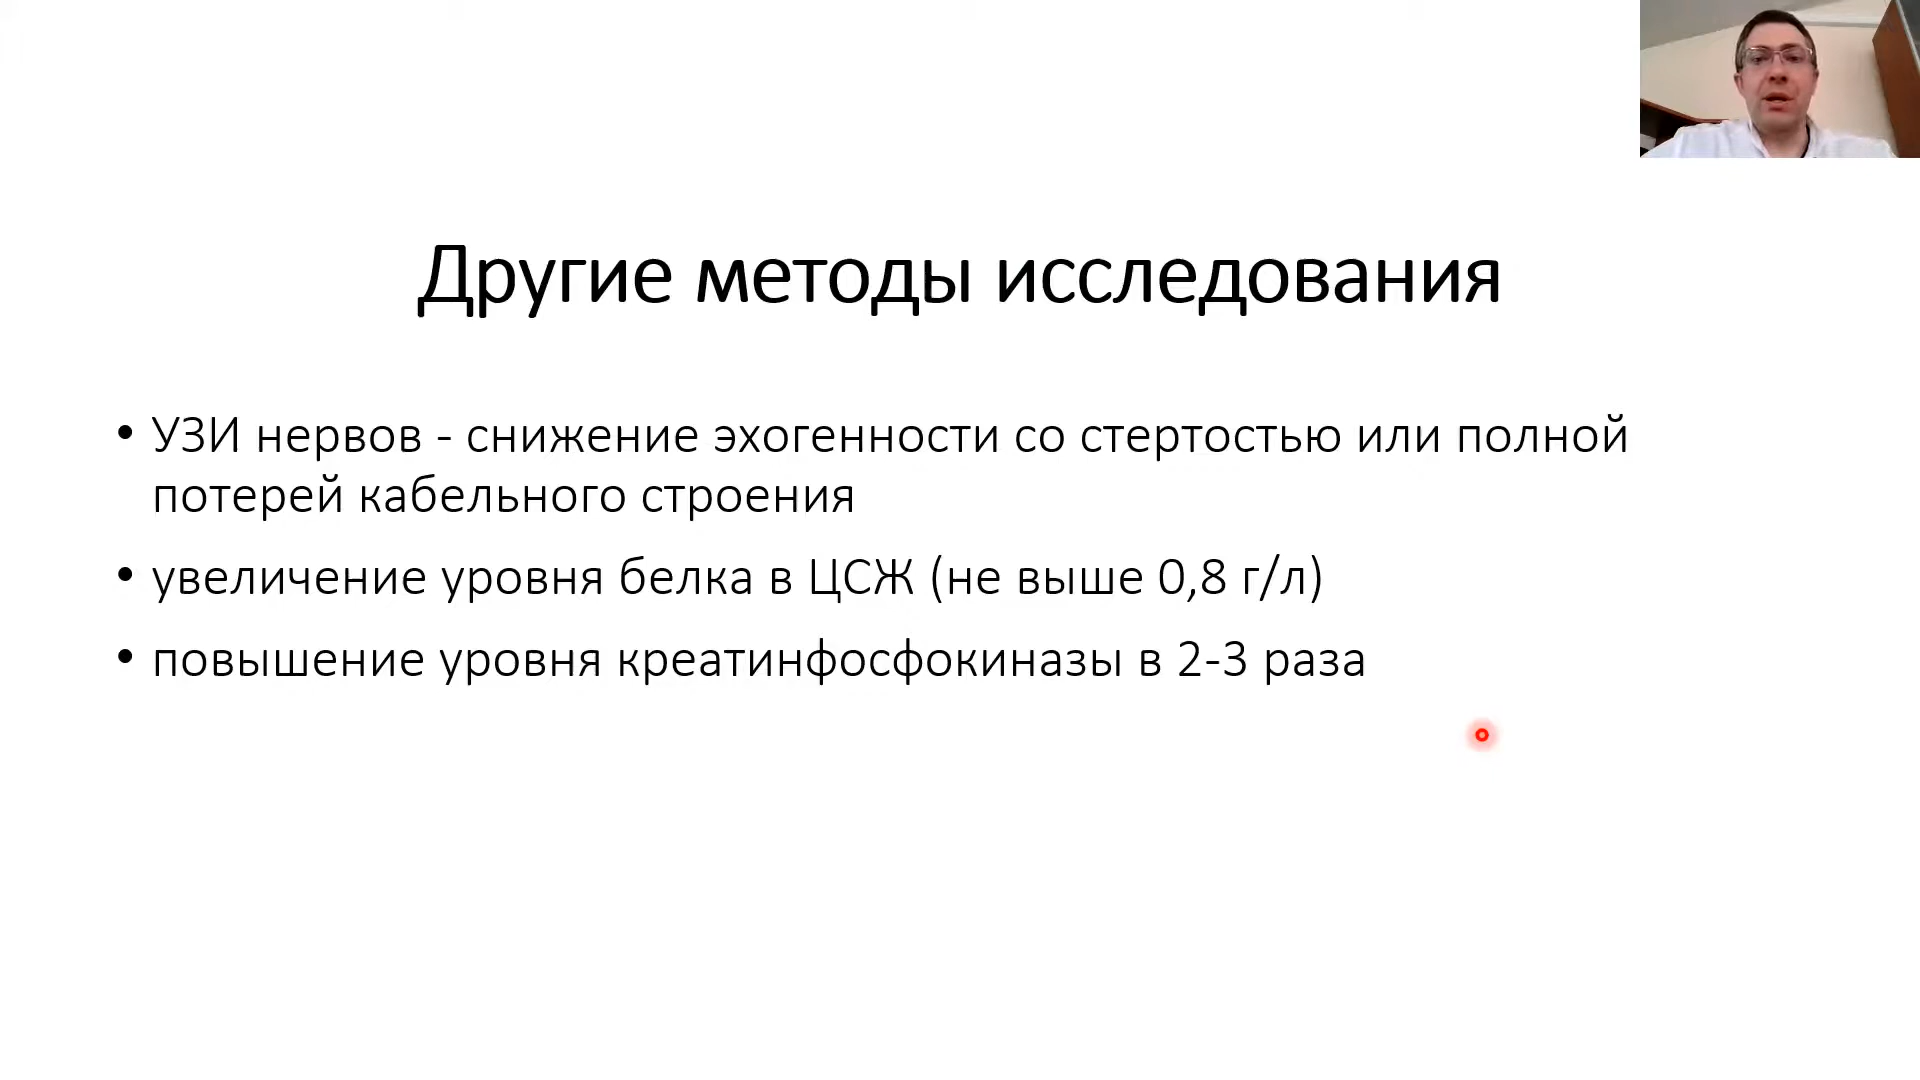 Другие методы исследования
• УЗИ нервов - снижение эхогенности со стертостью или полной
потерей кабельного строения
• увеличение уровня белка в ЦСЖ (не выше 0,8 г/л)
• повышение уровня креатинфосфокиназы в 2-3 раза